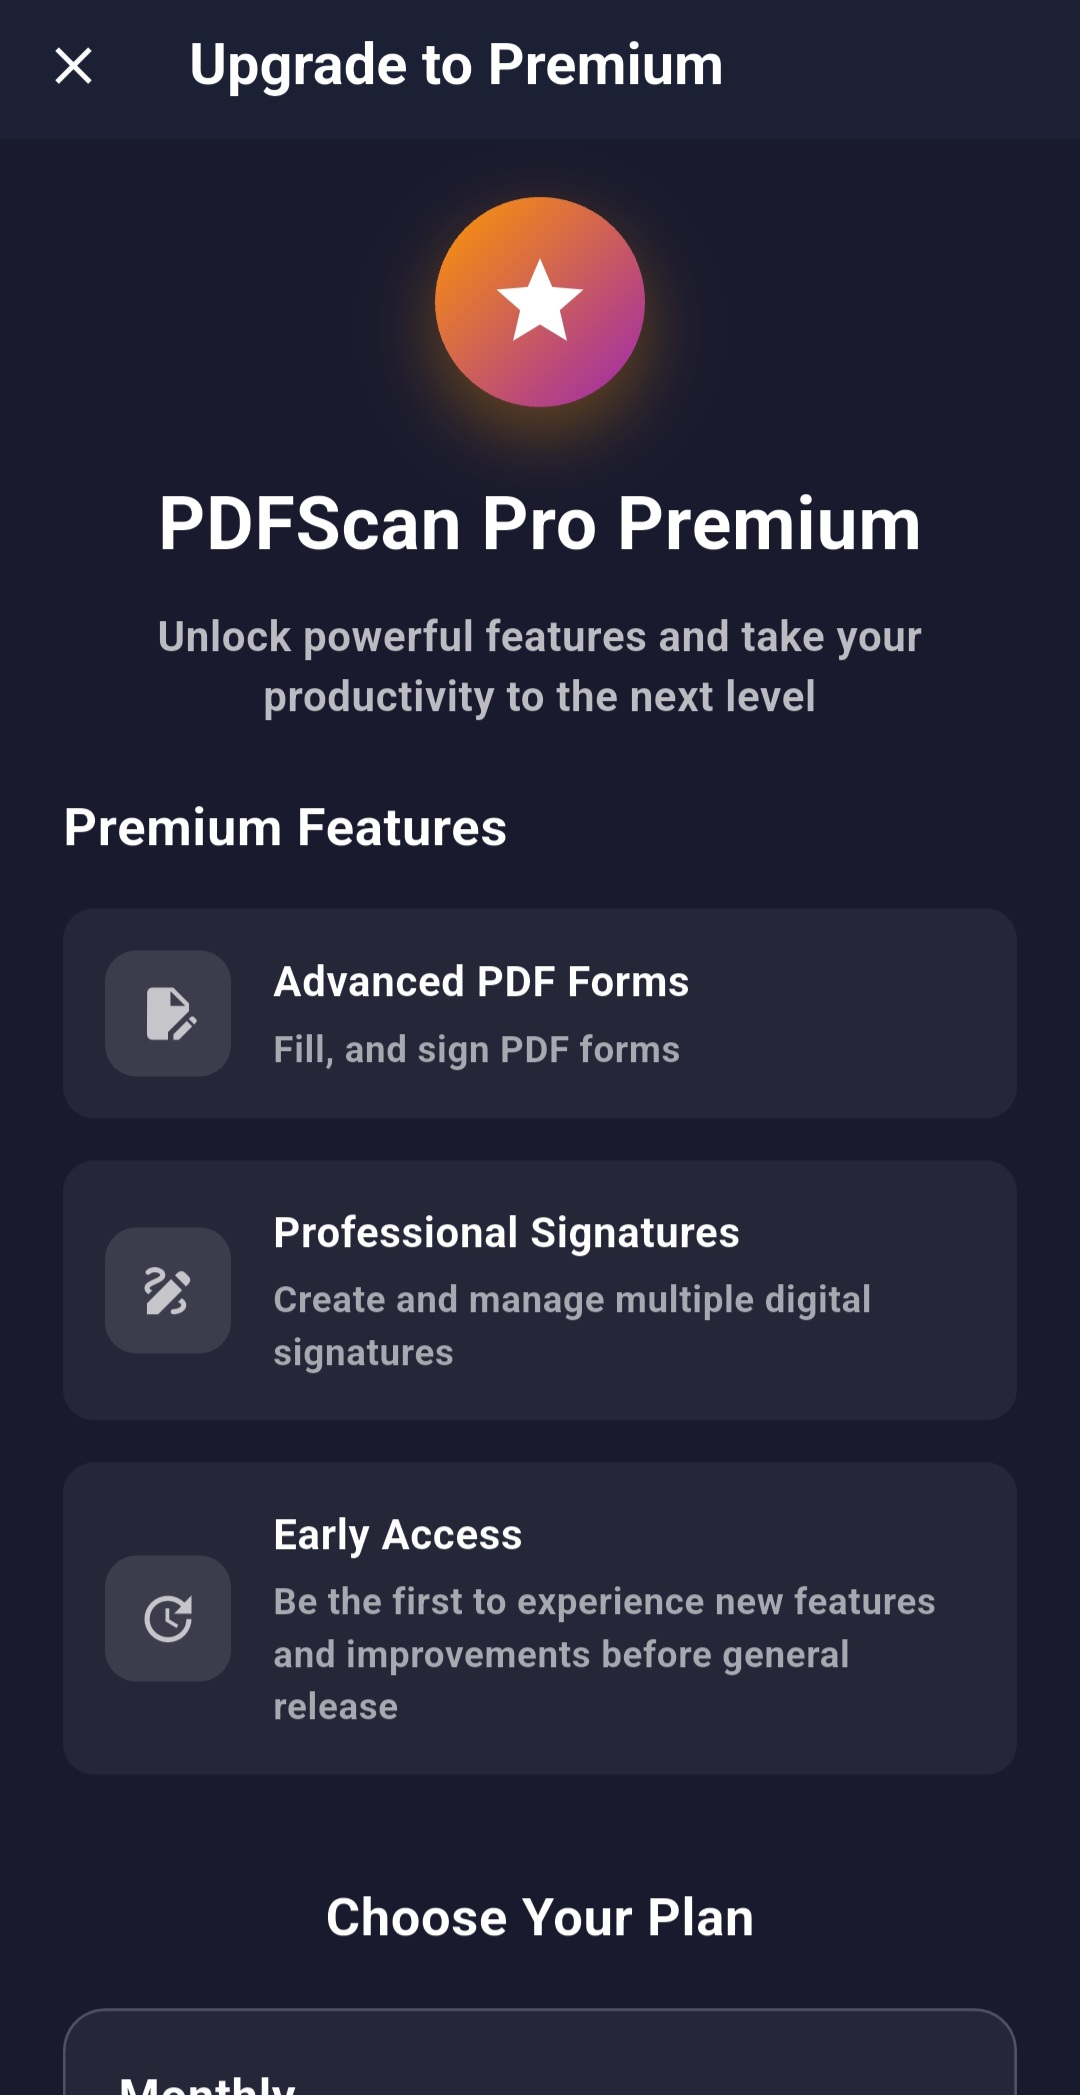 Upgrade to Premium
PDFScan Pro Premium
Unlock powerful features and take your
productivity to the next level
Premium Features
Advanced PDF Forms
Fill, and sign PDF forms
Professional Signatures
Create and manage multiple digital
signatures
Early Access
Be the first to experience new features
and improvements before general
release
Choose Your Plan
Monthly